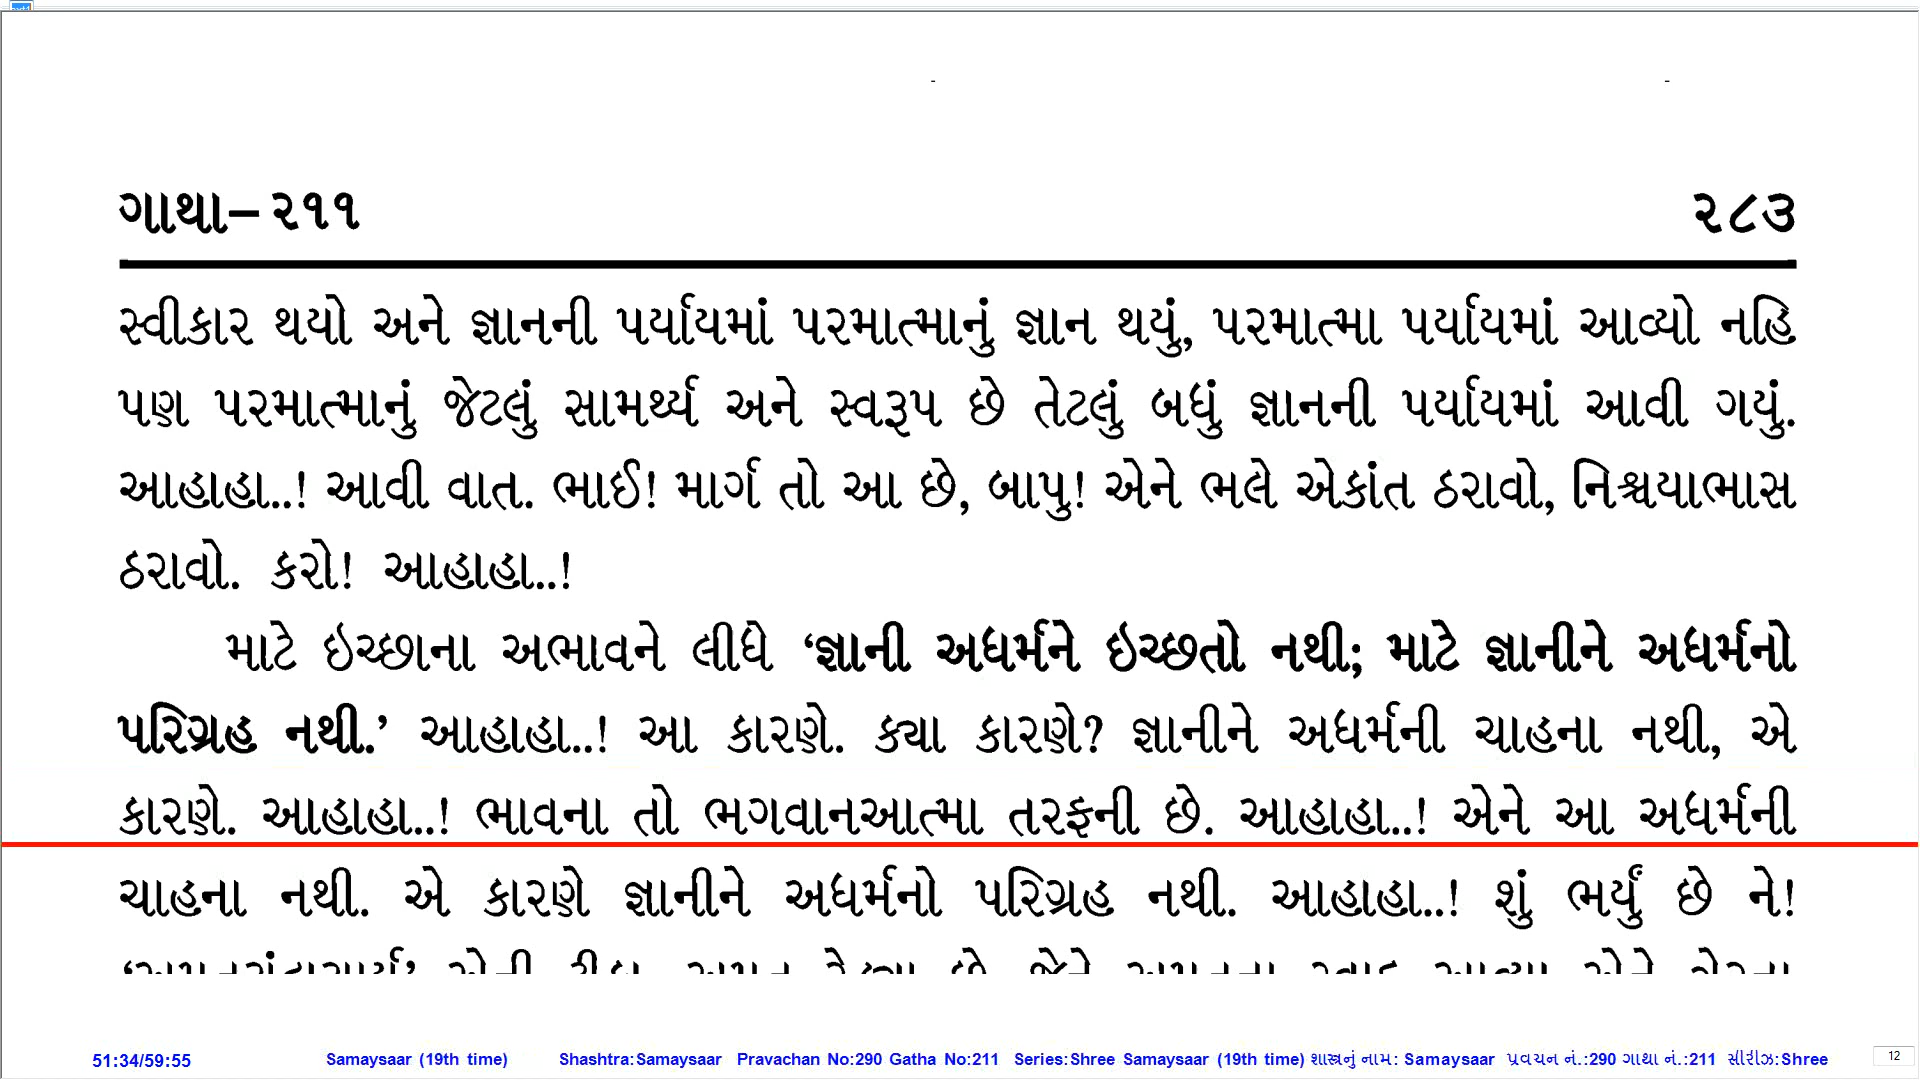 ગાથા–૨૧૧ ૨૮૩
સ્વીકાર થયો અને જ્ઞાનની પર્યાયમાં પરમાત્માનું જ્ઞાન થયું, પરમાત્મા પર્યાયમાં આવ્યો નહિ
પણ પરમાત્માનું જેટલું સામર્થ્ય અને સ્વરૂપ છે તેટલું બધું જ્ઞાનની પર્યાયમાં આવી ગયું.
આહાહા..! આવી વાત. ભાઈ! માર્ગ તો આ છે, બાપુ! એને ભલે એકાંત ઠરાવો, નિશ્ચયાભાસ
ઠરાવો. કરો! આહાહા..!
માટે ઇચ્છાના અભાવને લીધે ‘જ્ઞાની અધર્મને ઇચ્છતો નથી; માટે જ્ઞાનીને અધર્મનો
પરિગ્રહ નથી.’ આહાહા..! આ કારણે. ક્યા કારણે? જ્ઞાનીને અધર્મની ચાહના નથી, એ
કારણે. આહાહા..! ભાવના તો ભગવાનઆત્મા તરફની છે. આહાહા..! એને આ અધર્મની
ચાહના નથી. એ કારણે જ્ઞાનીને અધર્મનો પરિગ્રહ નથી. આહાહા..! શું ભર્યું છે ને!
51:34/59:55 Samaysaar (19th time) Shashtra:Samaysaar Pravachan No:290 Gatha No:211 Series:Shree Samaysaar (19th time) શાસ્ત્રનું નામ: Samaysaar પ્રવચન નં.:290 ગાથા નં.:211 સીરીઝ:Shree 12